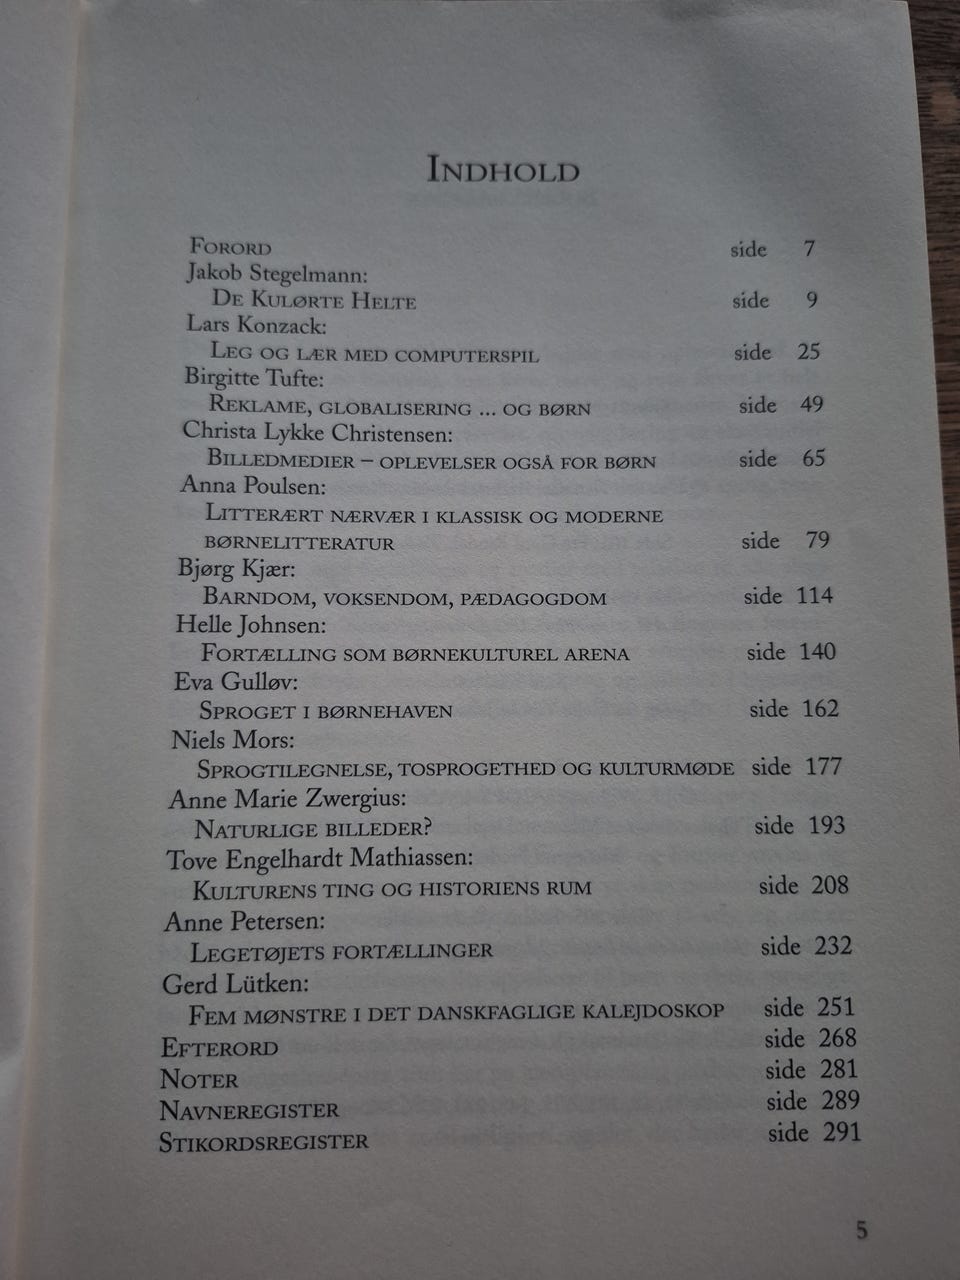 INDHOLD
FORORD side 7
Jakob Stegelmann:
DE KULØRTE HELTE side 9
Lars Konzack:
LEG OG LÆR MED COMPUTERSPIL side 25
Birgitte Tufte:
REKLAME, GLOBALISERING ... OG BØRN side 49
Christa Lykke Christensen:
BILLEDMEDIER – OPLEVELSER OGSÅ FOR BØRN side 65
Anna Poulsen:
LITTERÆRT NÆRVÆR I KLASSISK OG MODERNE
BØRNELITTERATUR side 79
Bjørg Kjær:
BARNDOM, VOKSENDOM, PÆDAGOGDOM side 114
Helle Johnsen:
FORTÆLLING SOM BØRNEKULTUREL ARENA side 140
Eva Gulløv:
SPROGET I BØRNEHAVEN side 162
Niels Mors:
SPROGTILEGNELSE, TOSPROGETHED OG KULTURMØDE side 177
Anne Marie Zwergius:
NATURLIGE BILLEDER? side 193
Tove Engelhardt Mathiassen:
KULTURENS TING OG HISTORIENS RUM side 208
Anne Petersen:
LEGETØJETS FORTÆLLINGER side 232
Gerd Lütken:
FEM MØNSTRE I DET DANSKFAGLIGE KALEJDOSKOP side 251
EFTERORD side 268
NOTER side 281
NAVNEREGISTER side 289
STIKORDSREGISTER side 291
5